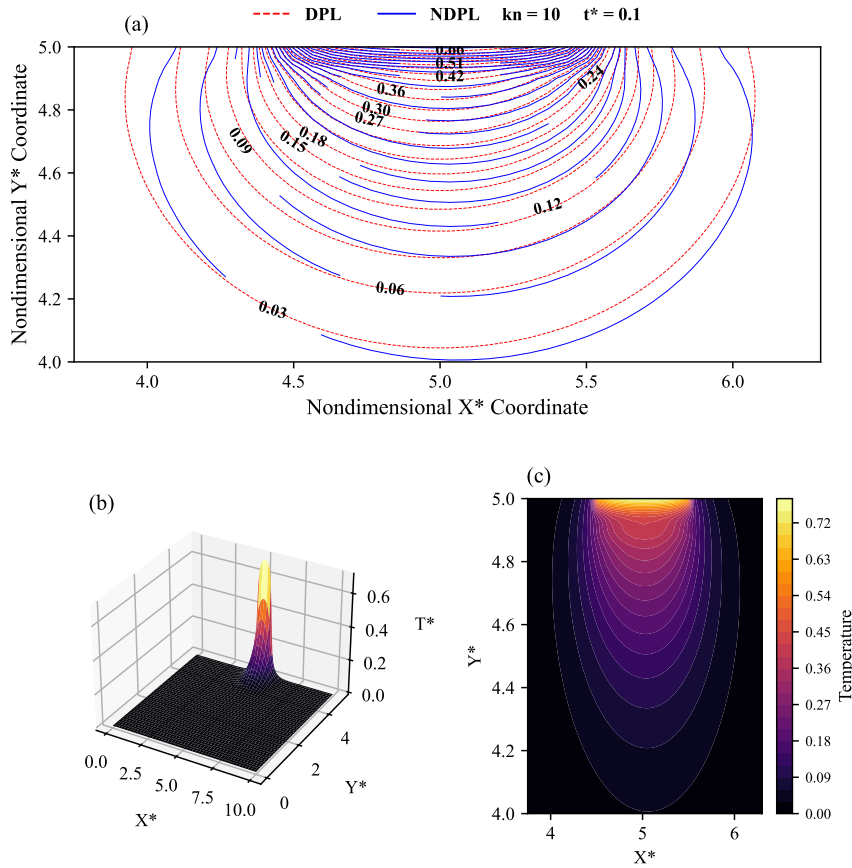 (a)
DPL NDPL kn = 10 t* = 0.1
5.0
4.8
4.6
4.4
4.2
4.0
Nondimensional Y* Coordinate
0.66
0.51
0.42
0.36
0.30
0.27
0.24
0.18
0.15
0.09
0.12
0.06
0.03
4.0 4.5 5.0 5.5 6.0
Nondimensional X* Coordinate
(b)
T*
0.6
0.4
0.2
0.0
0.0 2.5 5.0 7.5 10.0
X*
0 2 4
Y*
(c)
5.0
4.8
4.6
4.4
4.2
4.0
Y*
4 5 6
X*
0.72
0.63
0.54
0.45
0.36
0.27
0.18
0.09
0.00
Temperature